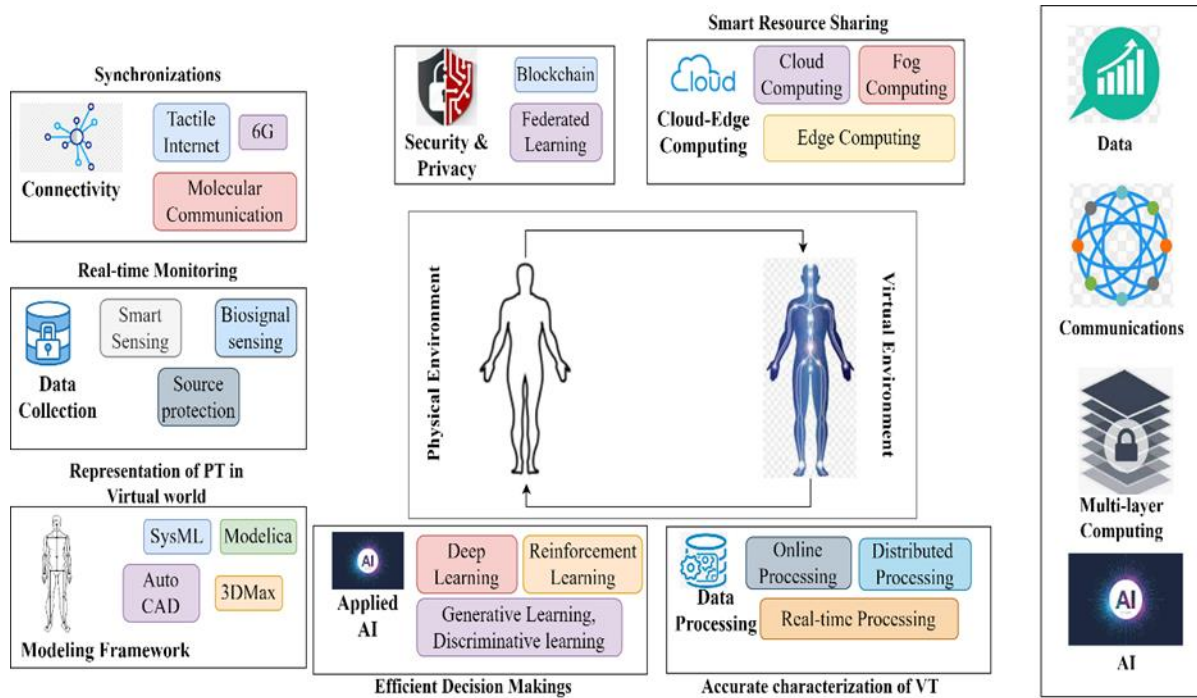 Synchronizations
Connectivity
Tactile
Internet
6G
Molecular
Communication
Blockchain
Federated
Learning
Security &
Privacy
Smart Resource Sharing
Cloud
Cloud-Edge
Computing
Cloud
Computing
Fog
Computing
Edge Computing
Real-time Monitoring
Smart
Sensing
Biosignal
sensing
Source
protection
Data
Collection
Physical Environment
Virtual Environment
Representation of PT in
Virtual world
SysML
Modelica
Auto
CAD
3DMax
Modeling Framework
AI
Applied
AI
Deep
Learning
Reinforcement
Learning
Generative Learning,
Discriminative learning
Efficient Decision Makings
Data
Processing
Online
Processing
Distributed
Processing
Real-time Processing
Accurate characterization of VT
Data
Communications
Multi-layer
Computing
AI
AI